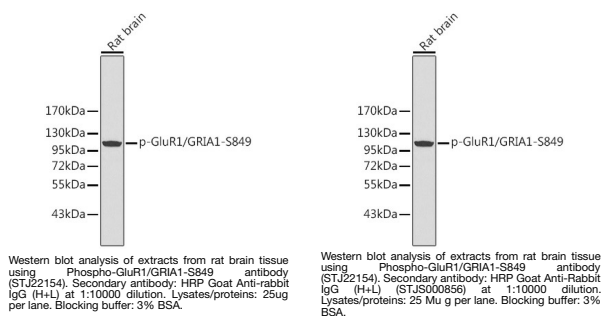 Rat brain
170kDa
130kDa
p-GluR1/GRIA1-S849
95kDa
72kDa
55kDa
43kDa
Western blot analysis of extracts from rat brain tissue
using Phospho-GluR1/GRIA1-S849 antibody
(STJ22154). Secondary antibody: HRP Goat Anti-rabbit
IgG (H+L) at 1:10000 dilution. Lysates/proteins: 25ug
per lane. Blocking buffer: 3% BSA.
Rat brain
170kDa
130kDa
p-GluR1/GRIA1-S849
95kDa
72kDa
55kDa
43kDa
Western blot analysis of extracts from rat brain tissue
using Phospho-GluR1/GRIA1-S849 antibody
(STJ22154). Secondary antibody: HRP Goat Anti-Rabbit
IgG (H+L) (STJS000856) at 1:10000 dilution.
Lysates/proteins: 25 Mu g per lane. Blocking buffer: 3%
BSA.